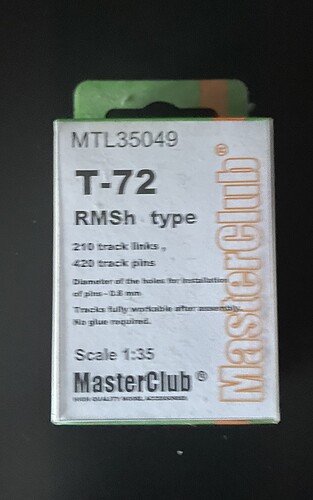 MTL35049
T-72
RMSh type
210 track links,
420 track pins
Diameter of the holes for installation
of pins - 0.8 mm
Tracks fully workable after assembly.
No glue required.
Scale 1:35
MasterClub®
HIGH QUALITY MODEL ACCESSORIES
MasterClub®